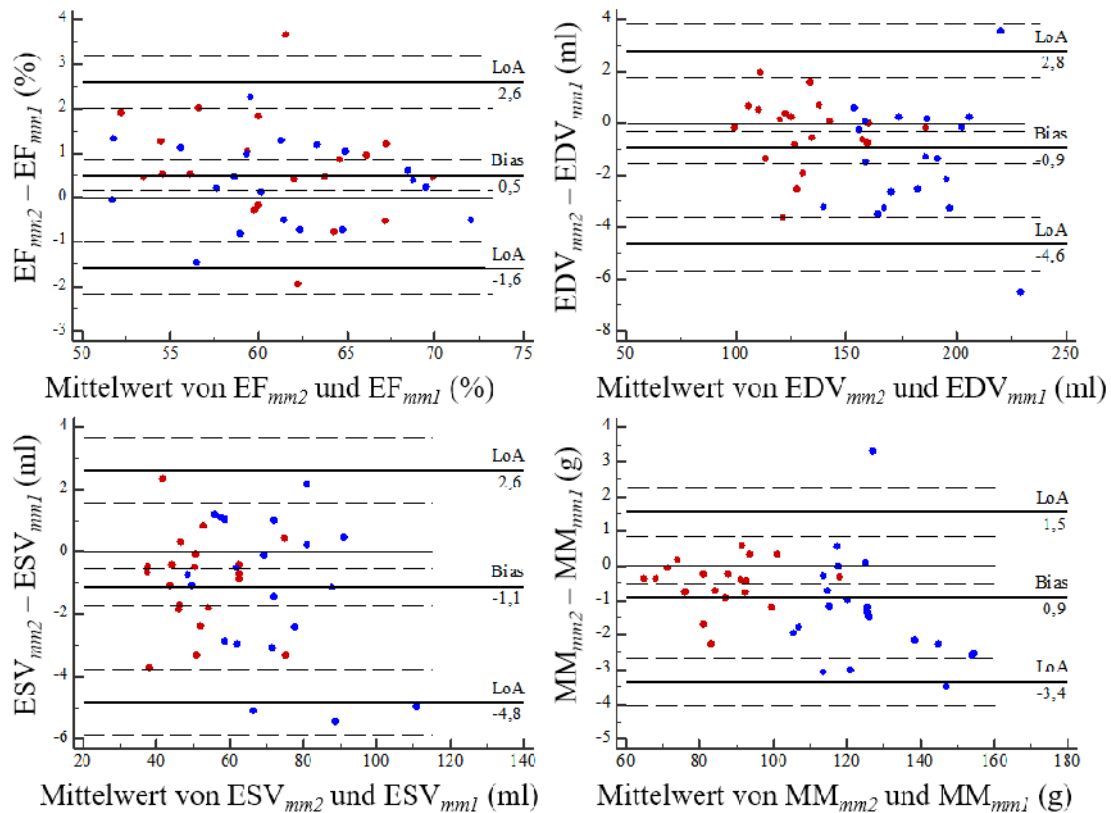 4
3
2
1
0
-1
-2
-3
EF_mm2 – EF_mm1 (%)
LoA
2,6
Bias
0,5
LoA
-1,6
50 55 60 65 70 75
Mittelwert von EF_mm2 und EF_mm1 (%)
4
2
0
-2
-4
-6
-8
EDV_mm2 – EDV_mm1 (ml)
LoA
2,8
Bias
-0,9
LoA
-4,6
50 100 150 200 250
Mittelwert von EDV_mm2 und EDV_mm1 (ml)
4
2
0
-2
-4
-6
ESV_mm2 – ESV_mm1 (ml)
LoA
2,6
Bias
-1,1
LoA
-4,8
20 40 60 80 100 120 140
Mittelwert von ESV_mm2 und ESV_mm1 (ml)
4
3
2
1
0
-1
-2
-3
-4
-5
MM_mm2 – MM_mm1 (g)
LoA
1,5
Bias
0,9
LoA
-3,4
60 80 100 120 140 160 180
Mittelwert von MM_mm2 und MM_mm1 (g)